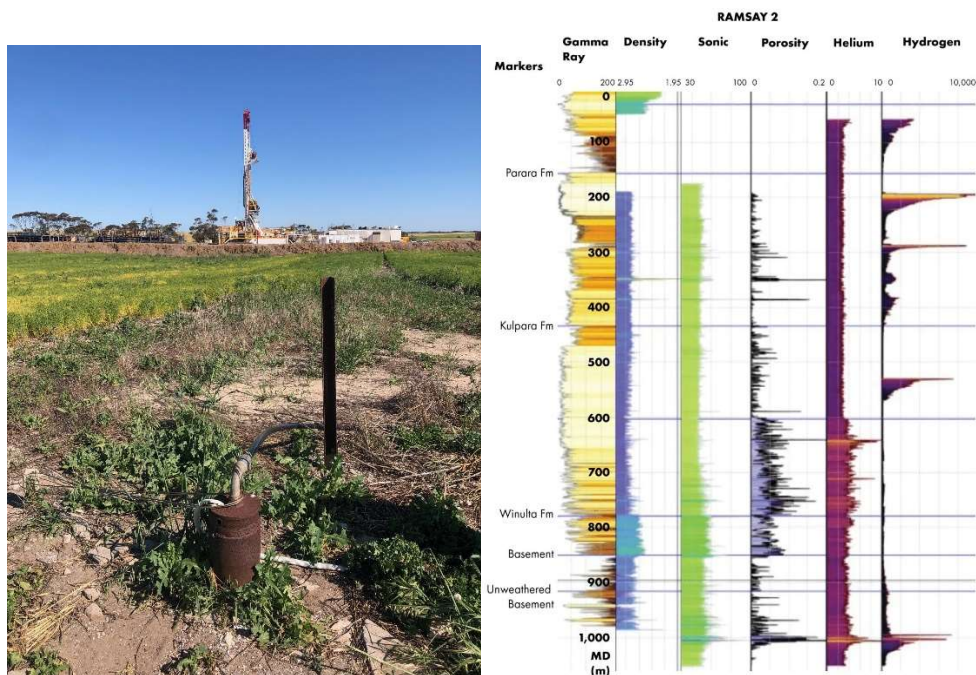 RAMSAY 2
Markers
Gamma Ray Density Sonic Porosity Helium Hydrogen
0 200 2.95 1.95 30 100 0 0.2 0 10 0 10,000
0
100
Parara Fm
200
300
400
Kulpara Fm
500
600
700
Winulta Fm
800
Basement
900
Unweathered
Basement
1,000
MD
(m)